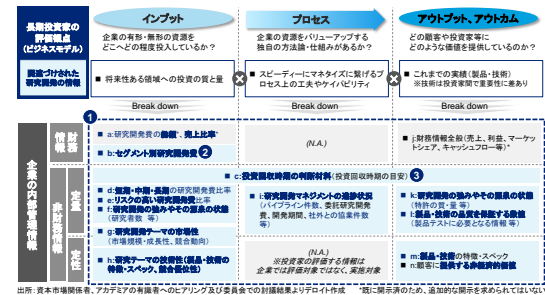 長期投資家の
評価視点
(ビジネスモデル)
インプット
プロセス
アウトプット、アウトカム
企業の有形・無形の資源を
どこへどの程度投入しているか?
企業の資源をバリューアップする
独自の方法論・仕組みがあるか?
どの顧客や投資家等に
どのような価値を提供しているのか?
関連づけされた
研究開発の情報
■ 将来性ある領域への投資の質と量
■ スピーディーにマネタイズに繋げるプ
ロセス上の工夫やケイパビリティ
■ これまでの実績(製品・技術)
※技術は投資家間で重要性に差あり
Break down
Break down
Break down
1
企業の内部管理情報
財務情報
■ a:研究開発費の総額*、売上比率*
■ b:セグメント別研究開発費 2
(N.A.)
■ j:財務情報全般(売上、利益、マーケッ
トシェア、キャッシュフロー等)*
■ c:投資回収時期の判断材料(投資回収時期の目安) 3
非財務情報
定量
■ d:短期・中期・長期の研究開発費比率
■ e:リスクの高い研究開発費比率
■ f:研究開発の強みやその源泉の状態
(研究者数 等)
■ i:研究開発マネジメントの進捗状況
(パイプライン件数、委託研究開発
費、開発期間、社外との協業件数
等)
■ k:研究開発の強みやその源泉の状態
(特許の質・量 等)
■ l:製品・技術の品質を保証する数値
(製品テストに必要となる情報 等)
定性
■ g:研究開発テーマの市場性
(市場規模・成長性、競合動向)
■ h:研究開発テーマの技術性(製品・技術の
特徴・スペック、競合優位性)
(N.A.)
※投資家の評価する情報は
企業では評価対象ではなく、実施対象
■ m:製品・技術の特徴・スペック
■ n:顧客に提供する非経済的価値
出所:資本市場関係者、アカデミアの有識者へのヒアリング及び委員会での討議結果よりデロイト作成
*既に開示済のため、追加的な開示を求められてはいない